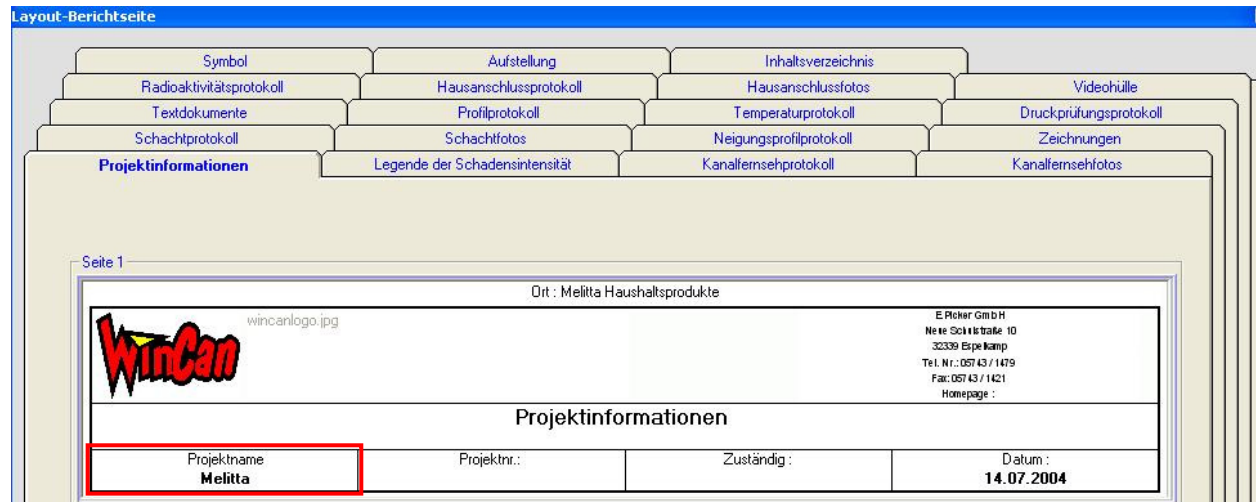 Layout-Berichtseite
Symbol Aufstellung Inhaltsverzeichnis
Radioaktivitätsprotokoll Hausanschlussprotokoll Hausanschlussfotos Videohülle
Textdokumente Profilprotokoll Temperaturprotokoll Druckprüfungsprotokoll
Schachtprotokoll Schachtfotos Neigungsprofilprotokoll Zeichnungen
Projektinformationen Legende der Schadensintensität Kanalfernsehprotokoll Kanalfernsehfotos
Seite 1
Ort : Melitta Haushaltsprodukte
WinCan
wincanlogo.jpg
E.Picker GmbH
Neue Schulstraße 10
32339 Espelkamp
Tel. Nr.: 05743 / 1479
Fax: 05743 / 1421
Homepage :
Projektinformationen
Projektname Projektnr.: Zuständig : Datum :
Melitta 14.07.2004